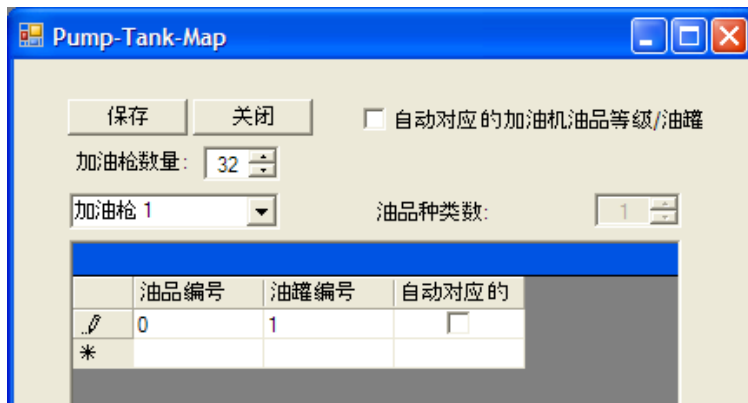 Pump-Tank-Map
保存 关闭 自动对应的加油机油品等级/油罐
加油枪数量: 32
加油枪 1 油品种类数: 1
油品编号 油罐编号 自动对应的
0 1